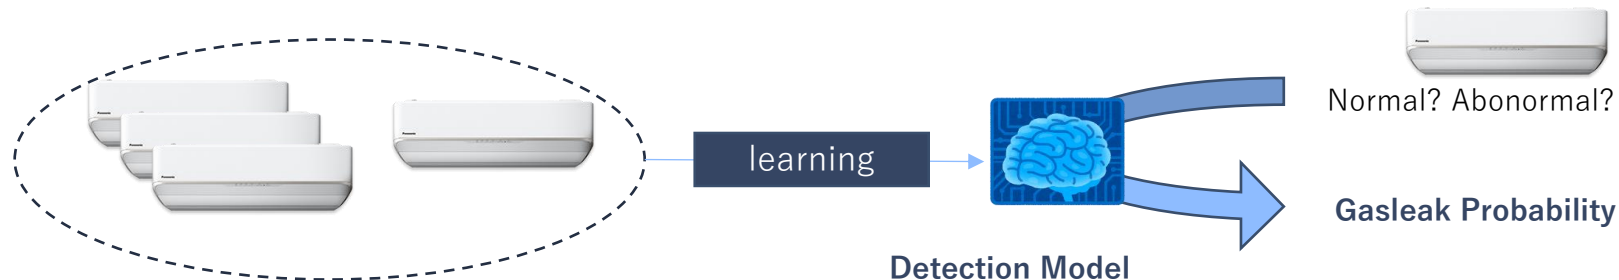 learning
Normal? Abonormal?
Gasleak Probability
Detection Model